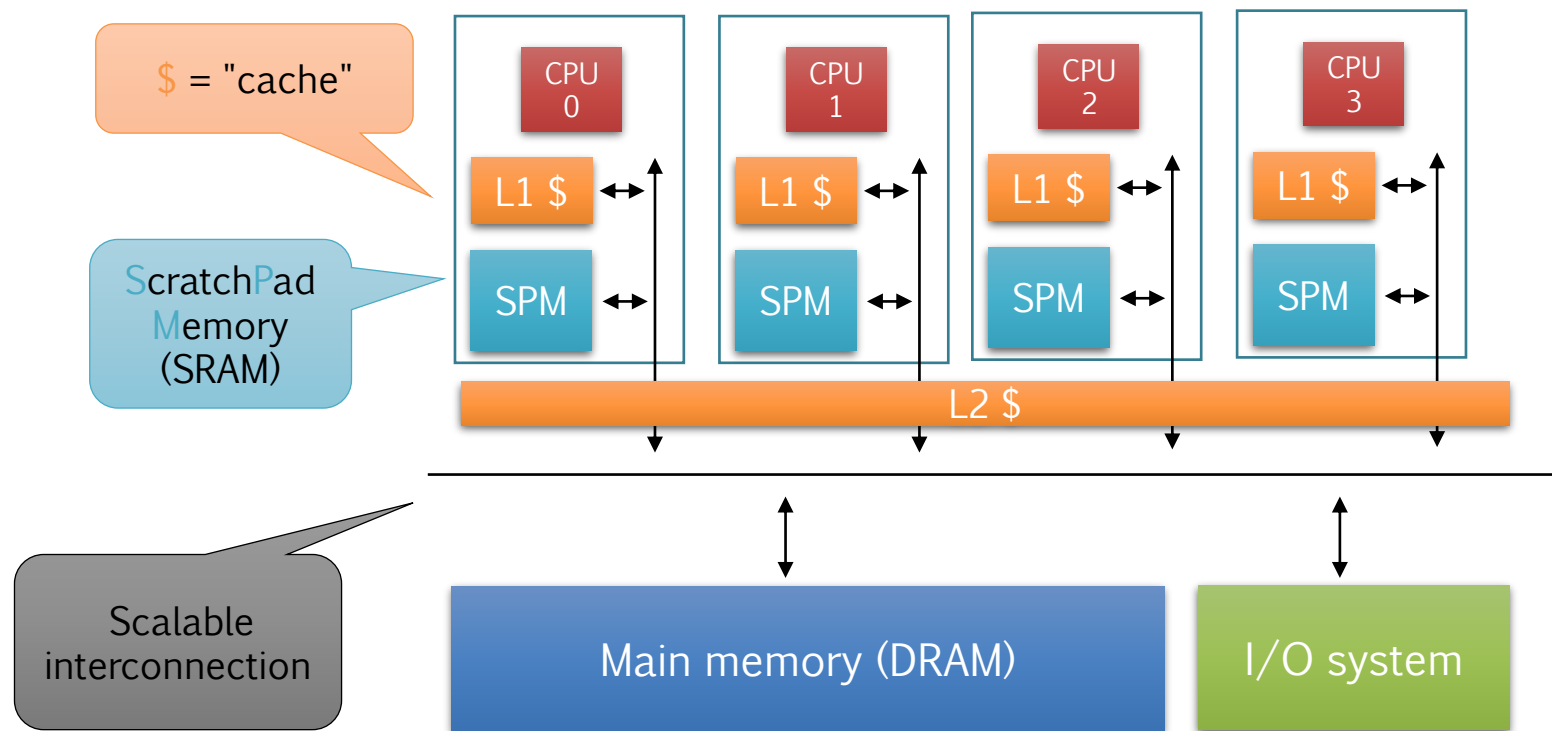 $ = "cache"
CPU
0
CPU
1
CPU
2
CPU
3
L1 $
L1 $
L1 $
L1 $
ScratchPad
Memory
(SRAM)
SPM
SPM
SPM
SPM
L2 $
Scalable
interconnection
Main memory (DRAM)
I/O system